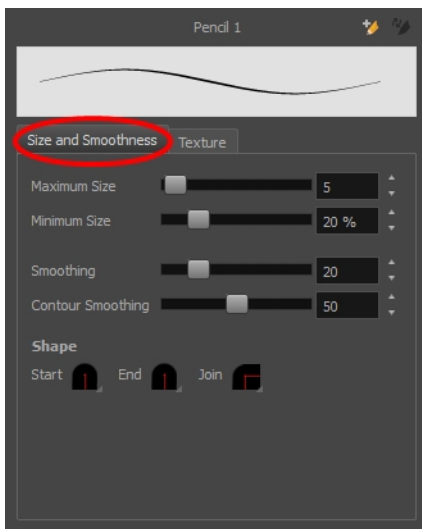 Pencil 1
Size and Smoothness Texture
Maximum Size 5
Minimum Size 20 %
Smoothing 20
Contour Smoothing 50
Shape
Start End Join